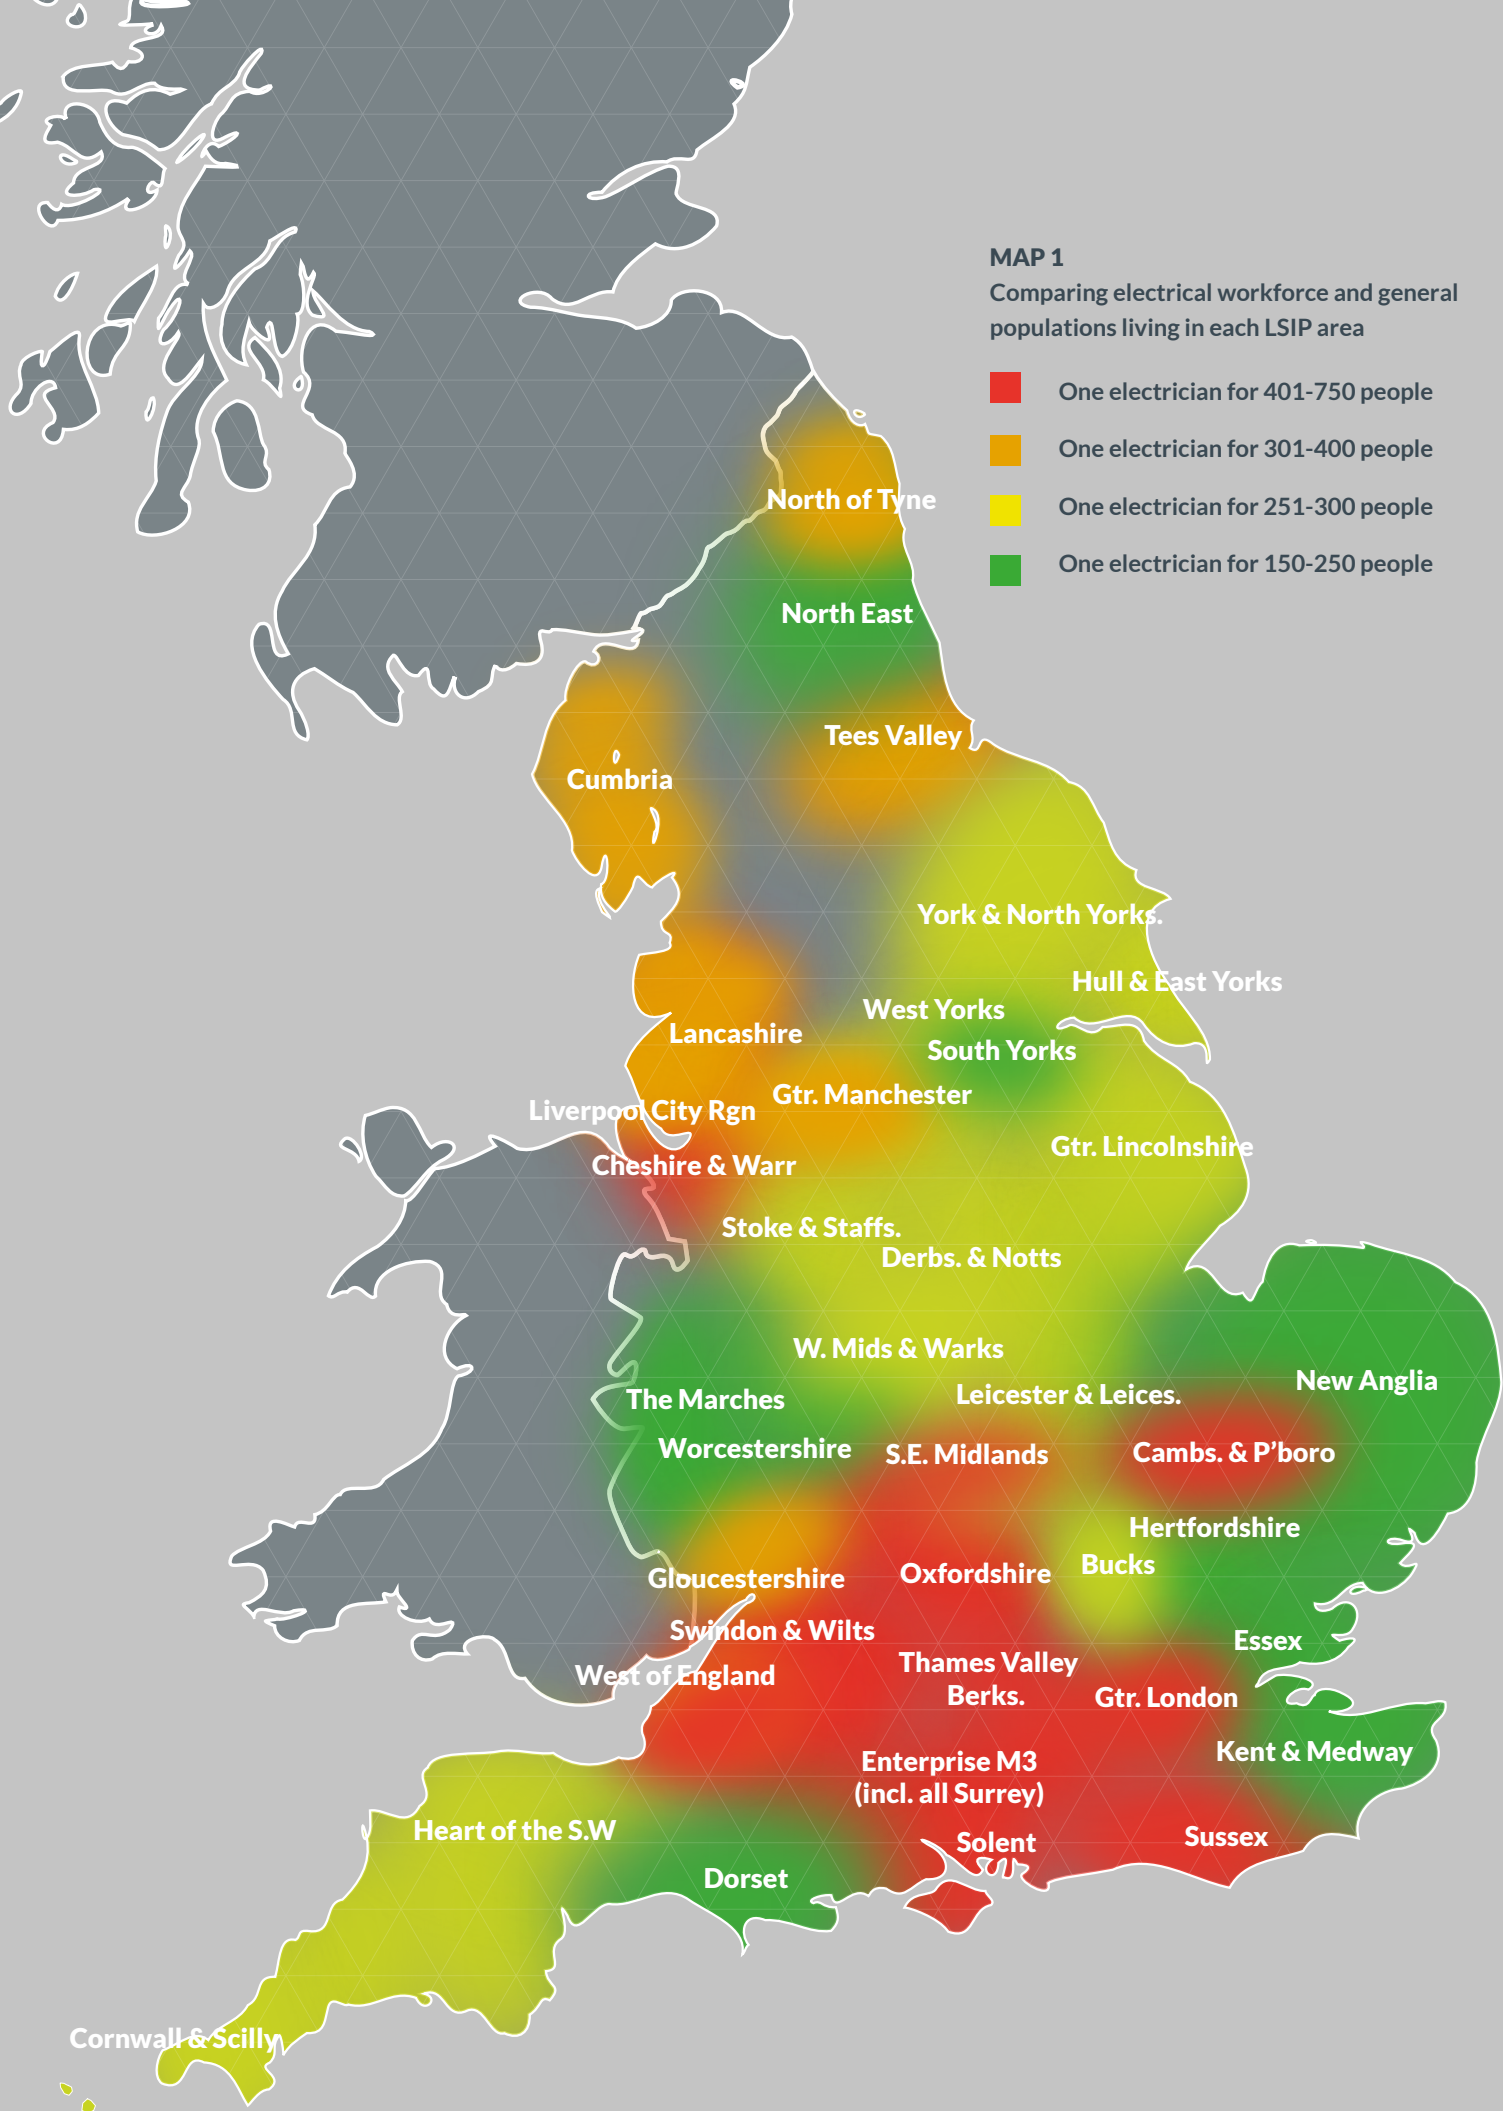 MAP 1
Comparing electrical workforce and general
populations living in each LSIP area
One electrician for 401-750 people
One electrician for 301-400 people
One electrician for 251-300 people
One electrician for 150-250 people
North of Tyne
North East
Tees Valley
Cumbria
York & North Yorks.
Hull & East Yorks
West Yorks
Lancashire
South Yorks
Gtr. Manchester
Liverpool City Rgn
Gtr. Lincolnshire
Cheshire & Warr
Stoke & Staffs.
Derbs. & Notts
W. Mids & Warks
New Anglia
Leicester & Leices.
The Marches
Worcestershire
S.E. Midlands
Cambs. & P'boro
Hertfordshire
Bucks
Oxfordshire
Gloucestershire
Swindon & Wilts
Essex
Thames Valley
Berks.
West of England
Gtr. London
Kent & Medway
Enterprise M3
(incl. all Surrey)
Heart of the S.W
Sussex
Solent
Dorset
Cornwall & Scilly